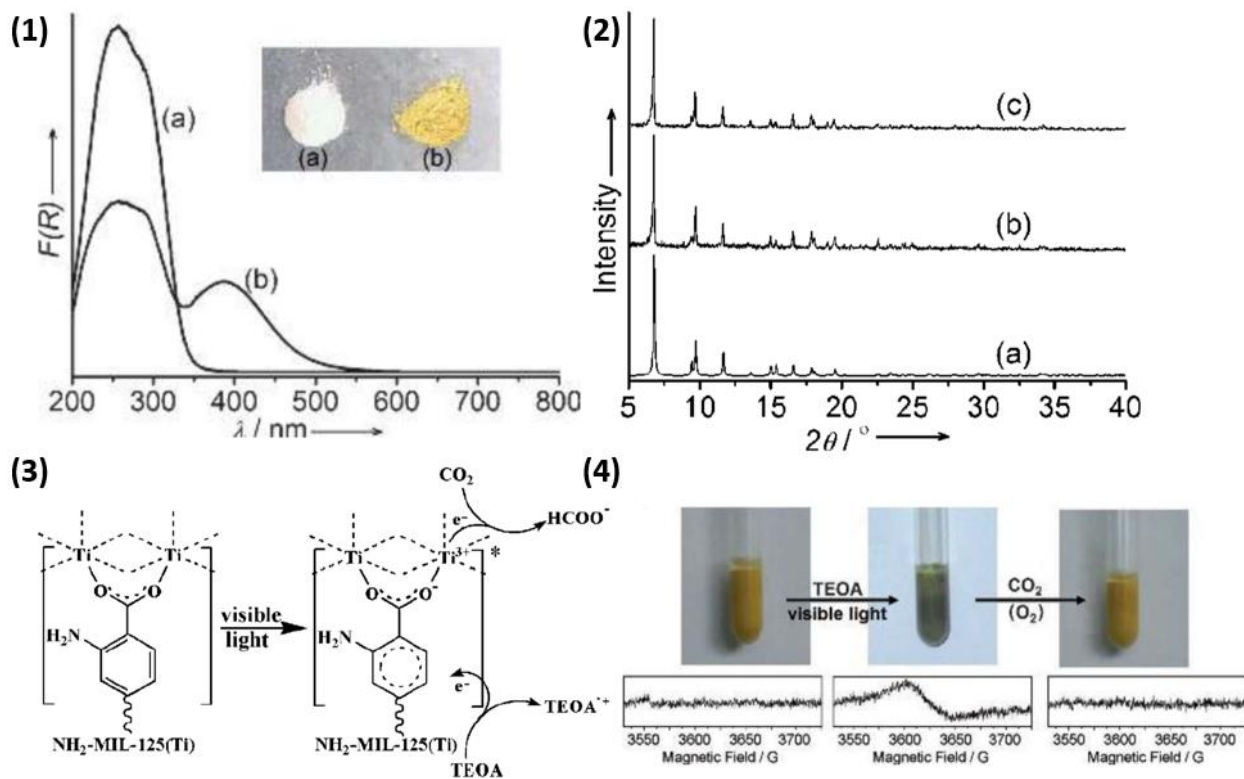 (1)
(a)
(b)
(a)
(b)
F(R) →
200 300 400 500 600 700 800
λ / nm →
(2)
(c)
(b)
(a)
Intensity →
5 10 15 20 25 30 35 40
2θ / ° →
(3)
CO₂
e⁻
HCOO⁻
Ti
Ti
O
O
H₂N
visible
light
NH₂-MIL-125(Ti)
Ti
Ti³⁺
*
O
O⁻
H₂N
e⁻
TEOA·⁺
NH₂-MIL-125(Ti)
TEOA
(4)
TEOA
visible light
CO₂
(O₂)
3550 3600 3650 3700
Magnetic Field / G
3550 3600 3650 3700
Magnetic Field / G
3550 3600 3650 3700
Magnetic Field / G